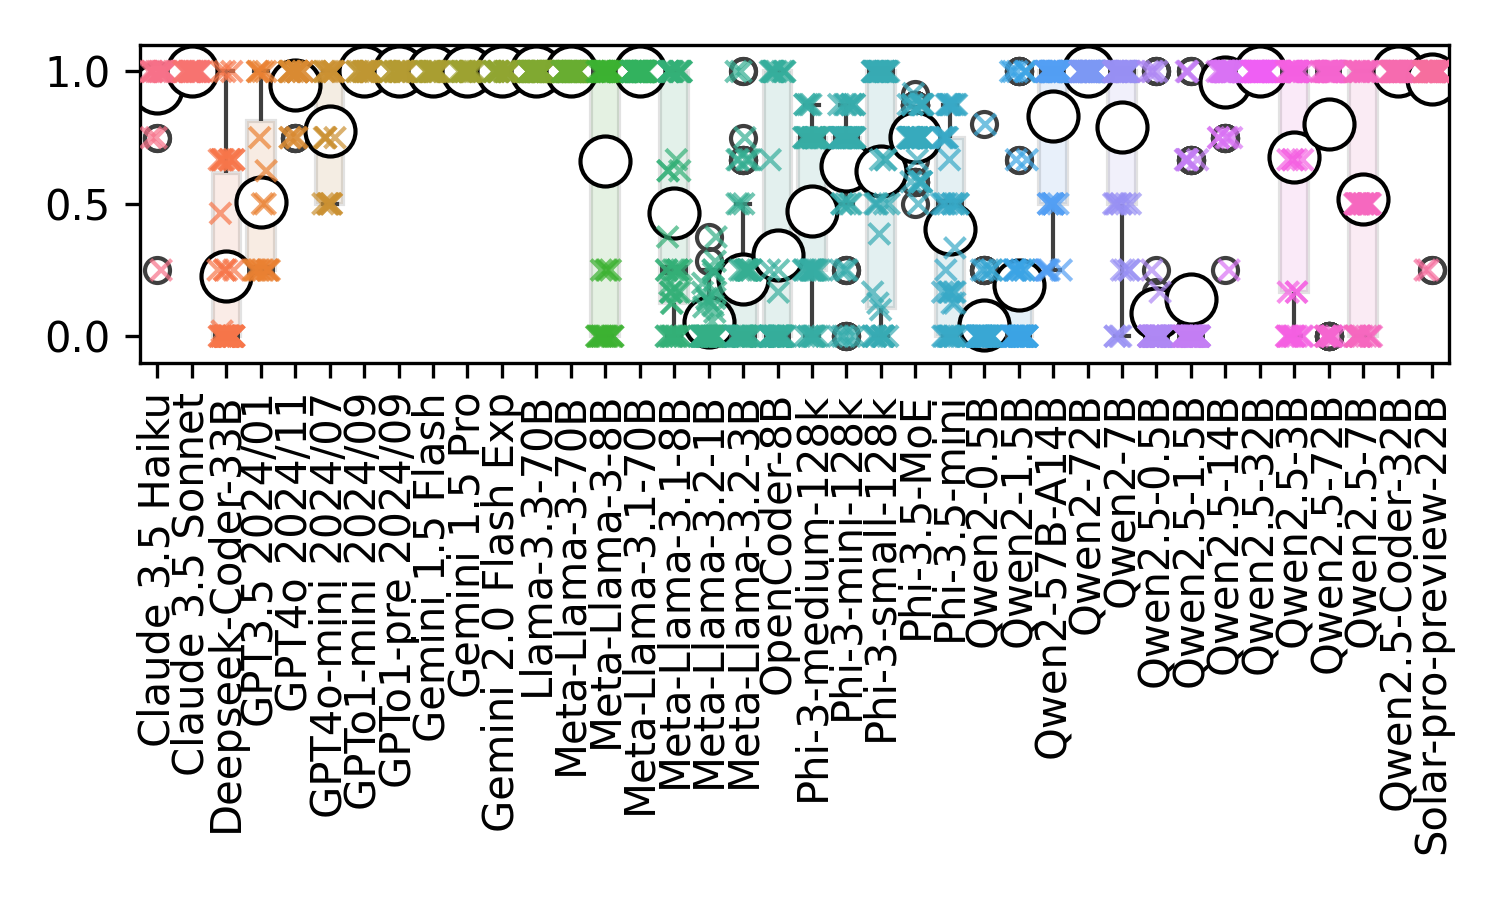 1.0
0.5
0.0
Claude 3.5 Haiku
Claude 3.5 Sonnet
Deepseek-Coder-33B
GPT3.5 2024/01
GPT4o 2024/11
GPT4o-mini 2024/07
GPTo1-mini 2024/09
GPTo1-pre 2024/09
Gemini 1.5 Flash
Gemini 1.5 Pro
Gemini 2.0 Flash Exp
Llama-3.3-70B
Meta-Llama-3-70B
Meta-Llama-3-8B
Meta-Llama-3.1-70B
Meta-Llama-3.1-8B
Meta-Llama-3.2-1B
Meta-Llama-3.2-3B
OpenCoder-8B
Phi-3-medium-128k
Phi-3-mini-128k
Phi-3-small-128k
Phi-3.5-MoE
Phi-3.5-mini
Qwen2-0.5B
Qwen2-1.5B
Qwen2-57B-A14B
Qwen2-72B
Qwen2-7B
Qwen2.5-0.5B
Qwen2.5-1.5B
Qwen2.5-14B
Qwen2.5-32B
Qwen2.5-3B
Qwen2.5-72B
Qwen2.5-7B
Qwen2.5-Coder-32B
Solar-pro-preview-22B